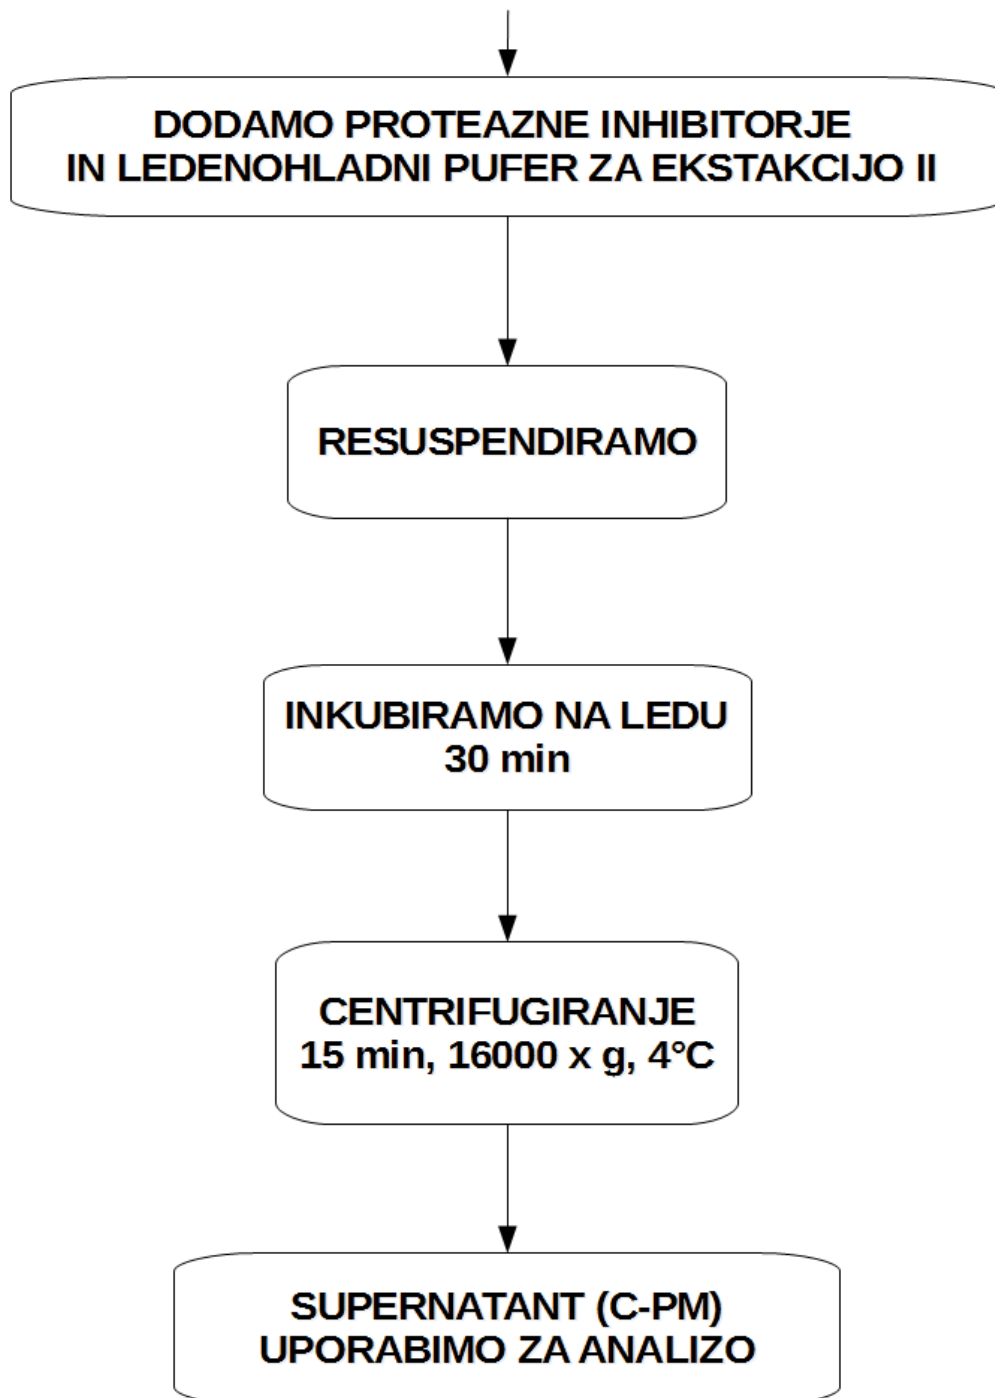 DODAMO PROTEAZNE INHIBITORJE
IN LEDENOHLADNI PUFER ZA EKSTAKCIJO II
RESUSPENDIRAMO
INKUBIRAMO NA LEDU
30 min
CENTRIFUGIRANJE
15 min, 16000 x g, 4°C
SUPERNATANT (C-PM)
UPORABIMO ZA ANALIZO